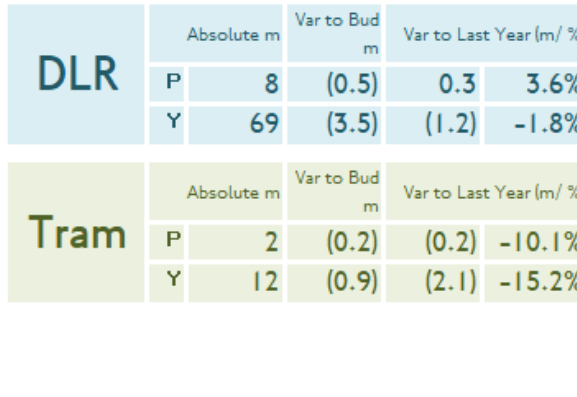 DLR
Absolute m Var to Bud m Var to Last Year (m/ %
P 8 (0.5) 0.3 3.6%
Y 69 (3.5) (1.2) -1.8%
Tram
Absolute m Var to Bud m Var to Last Year (m/ %
P 2 (0.2) (0.2) -10.1%
Y 12 (0.9) (2.1) -15.2%